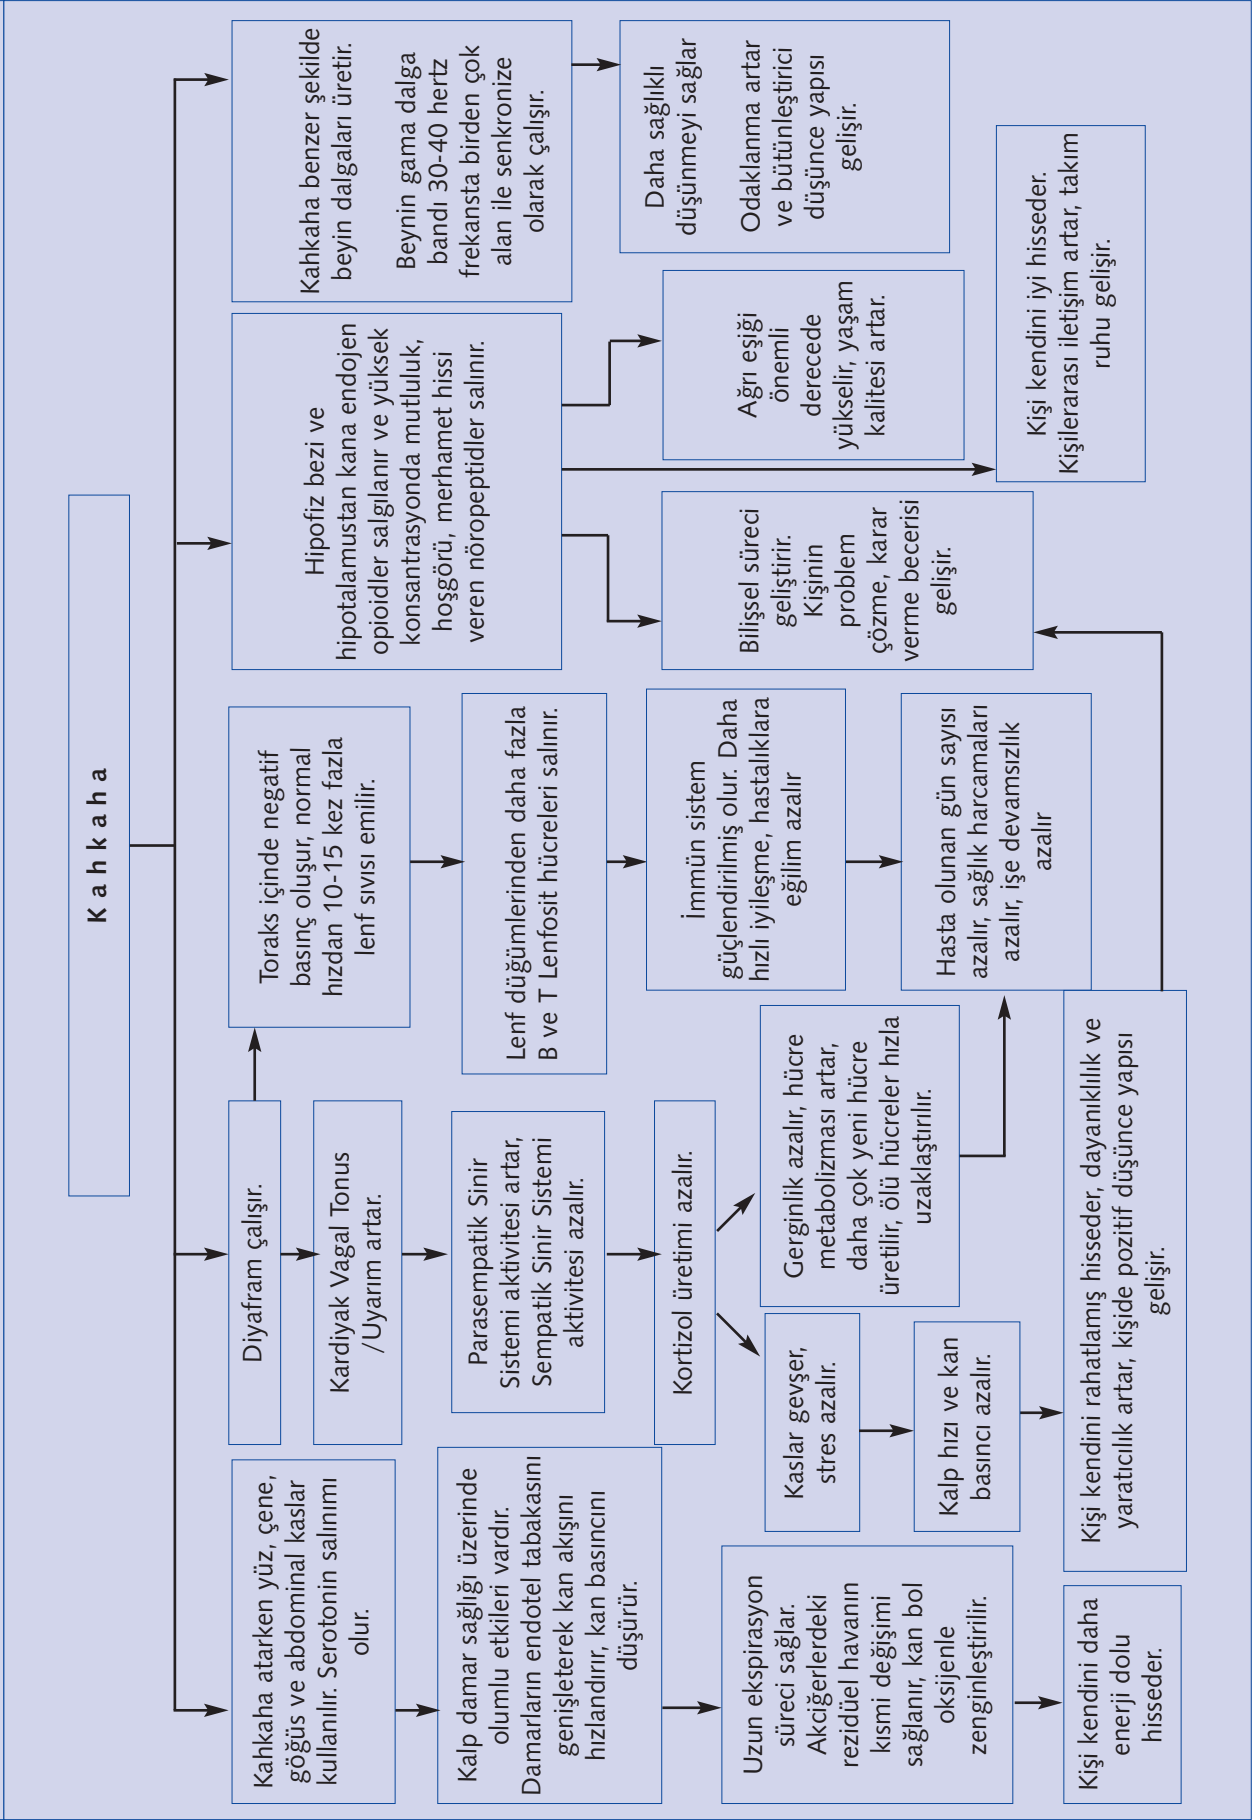 Kahkaha
Kahkaha atarken yüz, çene,
göğüs ve abdominal kaslar
kullanılır. Serotonin salınımı
olur.
Kalp damar sağlığı üzerinde
olumlu etkileri vardır.
Damarların endotel tabakasını
genişleterek kan akışını
hızlandırır, kan basıncını
düşürür.
Uzun ekspirasyon
süreci sağlar.
Akciğerlerdeki
rezidüel havanın
kısmi değişimi
sağlanır, kan bol
oksijenle
zenginleştirilir.
Kişi kendini daha
enerji dolu
hisseder.
Diyafram çalışır.
Kardiyak Vagal Tonus
/Uyarım artar.
Parasempatik Sinir
Sistemi aktivitesi artar,
Sempatik Sinir Sistemi
aktivitesi azalır.
Kortizol üretimi azalır.
Kaslar gevşer,
stres azalır.
Kalp hızı ve kan
basıncı azalır.
Kişi kendini rahatlamış hisseder, dayanıklılık ve
yaratıcılık artar, kişide pozitif düşünce yapısı
gelişir.
Gerginlik azalır, hücre
metabolizması artar,
daha çok yeni hücre
üretilir, ölü hücreler hızla
uzaklaştırılır.
Toraks içinde negatif
basınç oluşur, normal
hızdan 10-15 kez fazla
lenf sıvısı emilir.
Lenf düğümlerinden daha fazla
B ve T Lenfosit hücreleri salınır.
İmmün sistem
güçlendirilmiş olur. Daha
hızlı iyileşme, hastalıklara
eğilim azalır
Hasta olunan gün sayısı
azalır, sağlık harcamaları
azalır, işe devamsızlık
azalır
Hipofiz bezi ve
hipotalamustan kana endojen
opioidler salgılanır ve yüksek
konsantrasyonda mutluluk,
hoşgörü, merhamet hissi
veren nöropeptidler salınır.
Bilişsel süreci
geliştirir.
Kişinin
problem
çözme, karar
verme becerisi
gelişir.
Ağrı eşiği
önemli
derecede
yükselir, yaşam
kalitesi artar.
Kişi kendini iyi hisseder.
Kişilerarası iletişim artar, takım
ruhu gelişir.
Kahkaha benzer şekilde
beyin dalgaları üretir.
Beynin gama dalga
bandı 30-40 hertz
frekansta birden çok
alan ile senkronize
olarak çalışır.
Daha sağlıklı
düşünmeyi sağlar
Odaklanma artar
ve bütünleştirici
düşünce yapısı
gelişir.